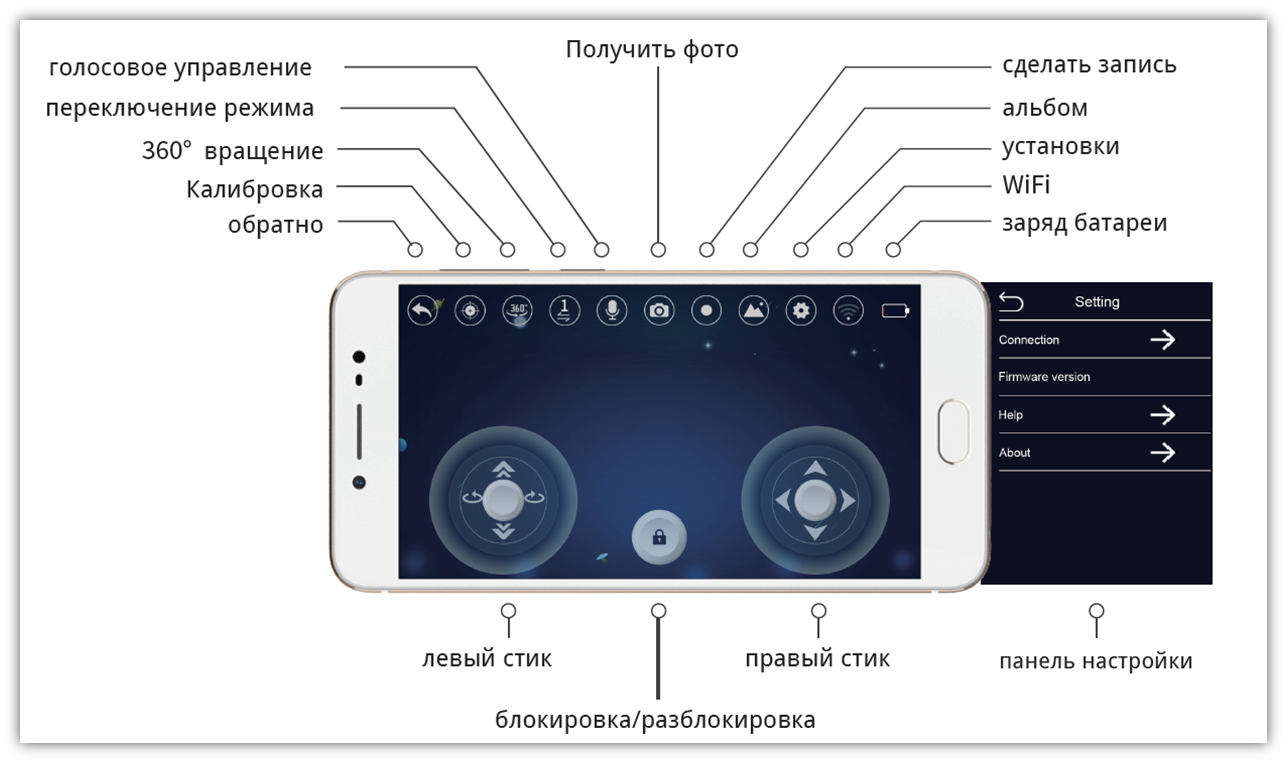 Получить фото
голосовое управление
переключение режима
360° вращение
Калибровка
обратно
сделать запись
альбом
установки
WiFi
заряд батареи
360°
1
Setting
Connection
Firmware version
Help
About
левый стик
правый стик
панель настройки
блокировка/разблокировка